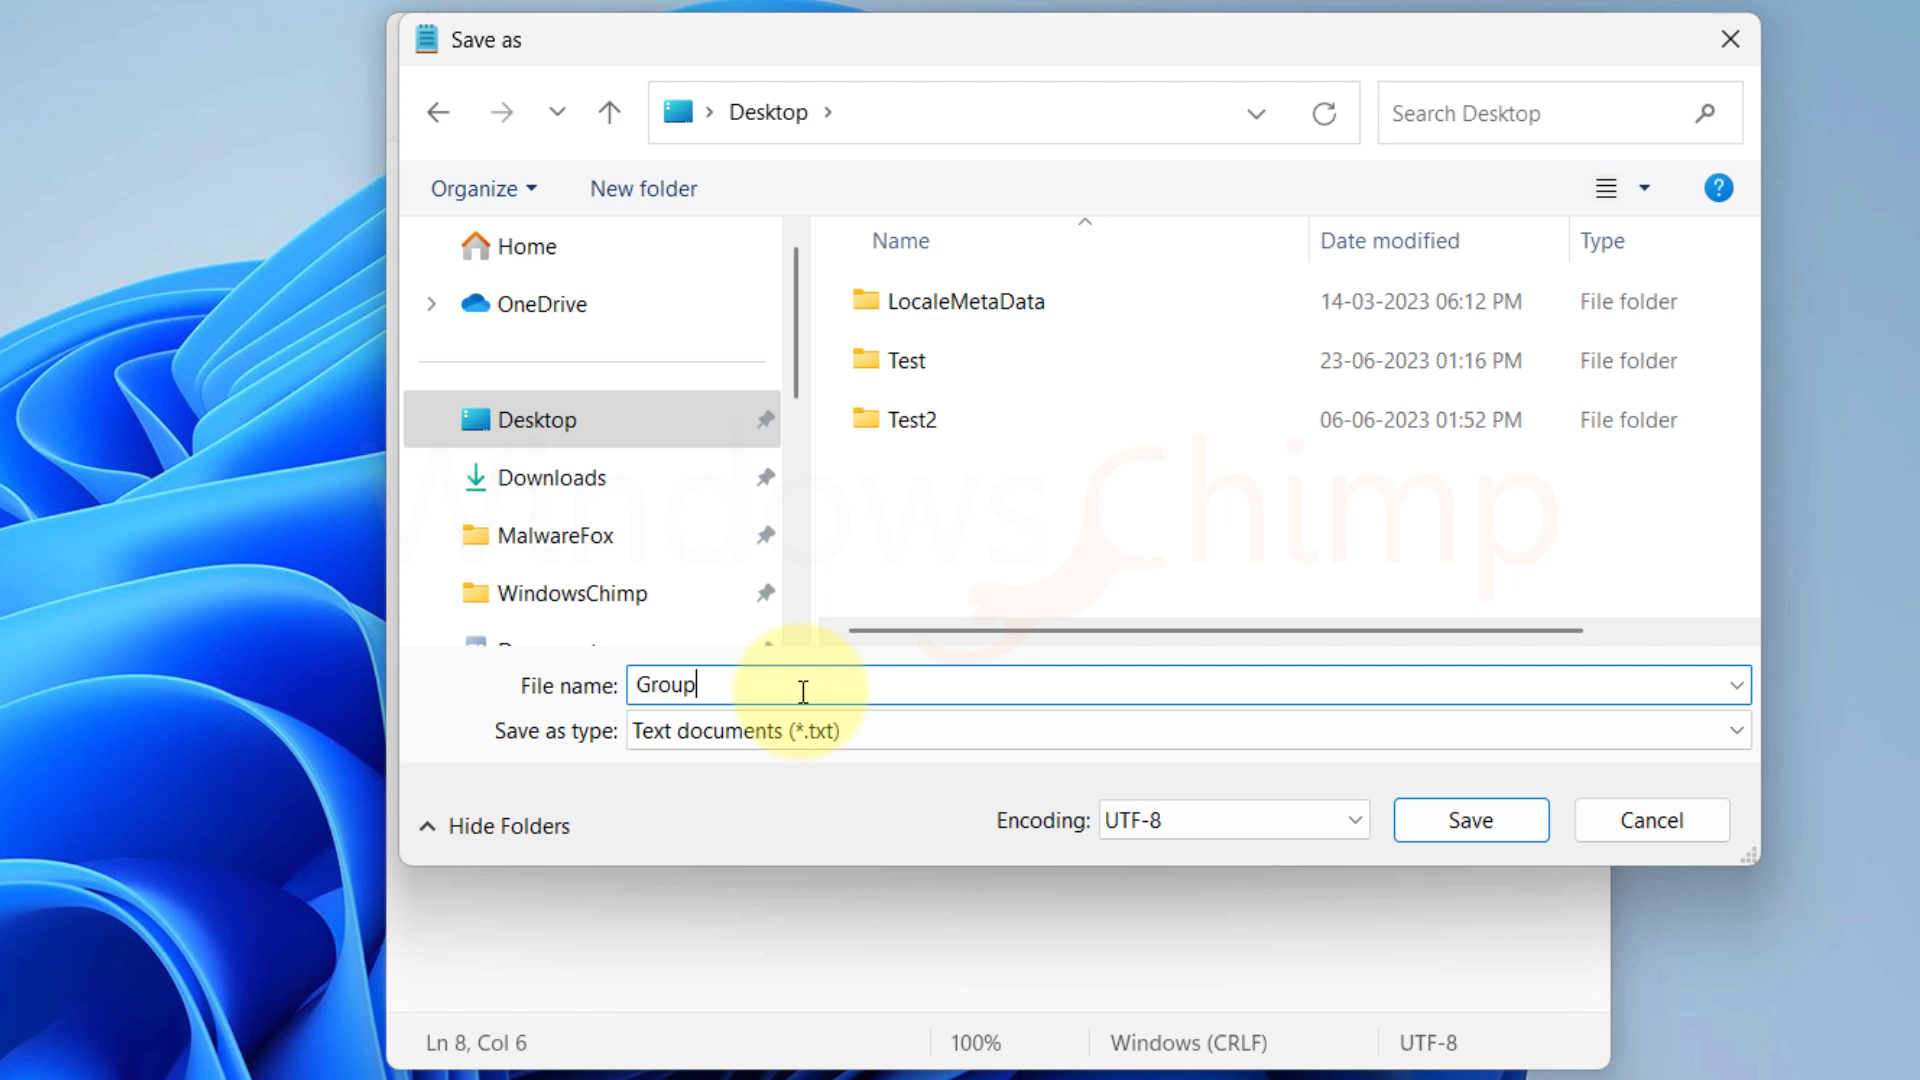 Save as
Desktop
Search Desktop
Organize
New folder
?
Name
Date modified
Type
Home
OneDrive
LocaleMetaData 14-03-2023 06:12 PM File folder
Test 23-06-2023 01:16 PM File folder
Test2 06-06-2023 01:52 PM File folder
Desktop
Downloads
MalwareFox
WindowsChimp
Windows Chimp
File name: Group
Save as type: Text documents (*.txt)
Hide Folders
Encoding: UTF-8
Save
Cancel
Ln 8, Col 6
100%
Windows (CRLF)
UTF-8